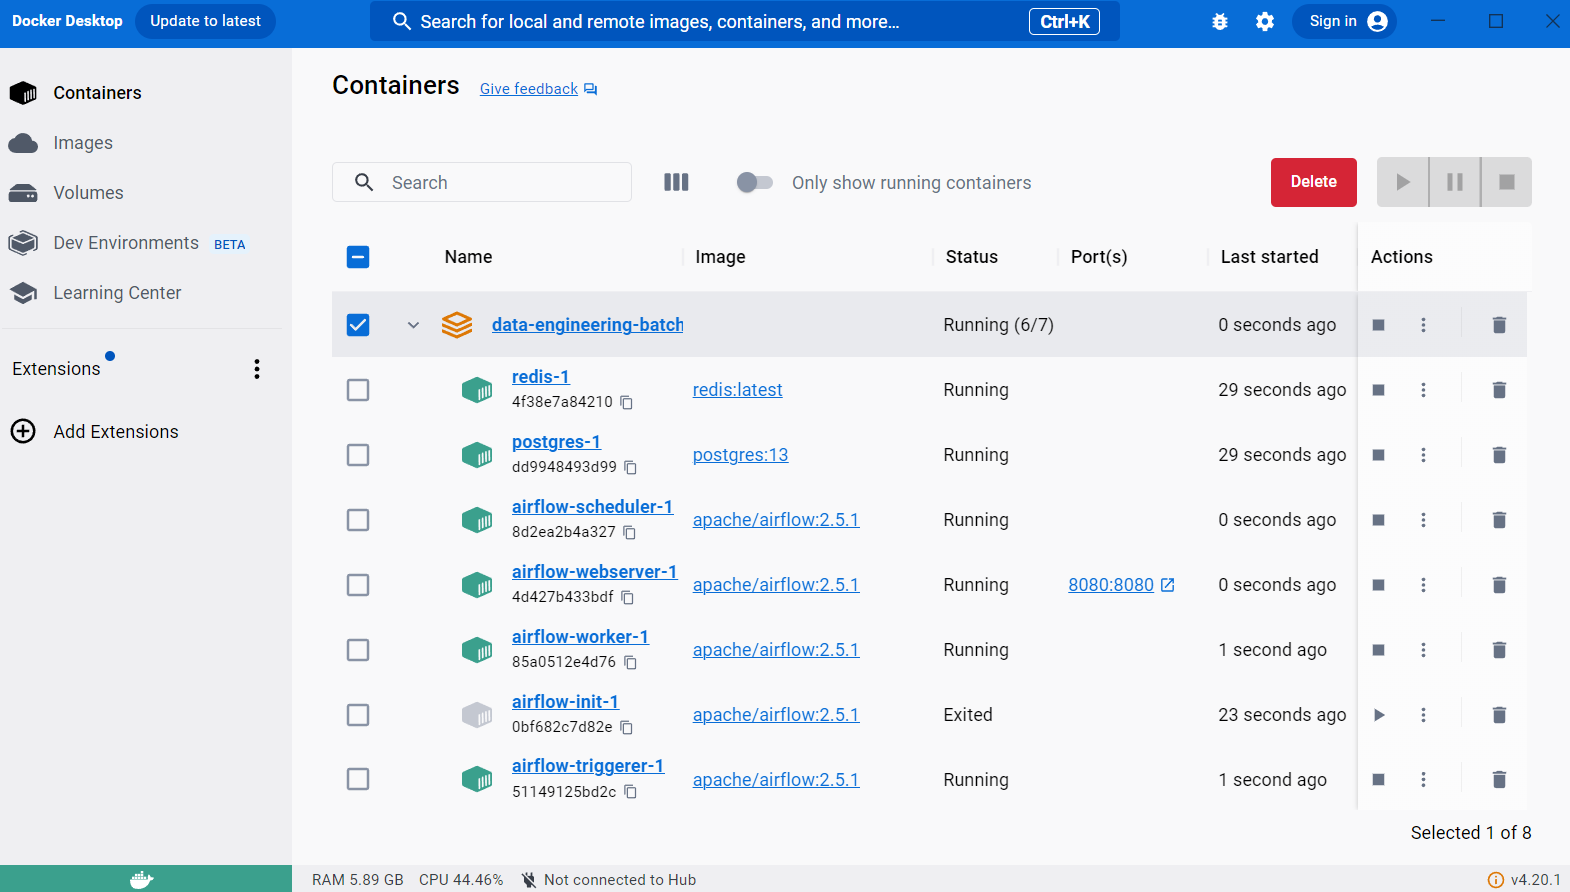 Docker Desktop Update to latest Search for local and remote images, containers, and more... Ctrl+K Sign in
Containers
Images
Volumes
Dev Environments BETA
Learning Center
Extensions
Add Extensions
Containers Give feedback
Search Only show running containers Delete
Name Image Status Port(s) Last started Actions
data-engineering-batch Running (6/7) 0 seconds ago
redis-1
4f38e7a84210 redis:latest Running 29 seconds ago
postgres-1
dd9948493d99 postgres:13 Running 29 seconds ago
airflow-scheduler-1
8d2ea2b4a327 apache/airflow:2.5.1 Running 0 seconds ago
airflow-webserver-1
4d427b433bdf apache/airflow:2.5.1 Running 8080:8080 0 seconds ago
airflow-worker-1
85a0512e4d76 apache/airflow:2.5.1 Running 1 second ago
airflow-init-1
0bf682c7d82e apache/airflow:2.5.1 Exited 23 seconds ago
airflow-triggerer-1
51149125bd2c apache/airflow:2.5.1 Running 1 second ago
Selected 1 of 8
RAM 5.89 GB CPU 44.46% Not connected to Hub v4.20.1